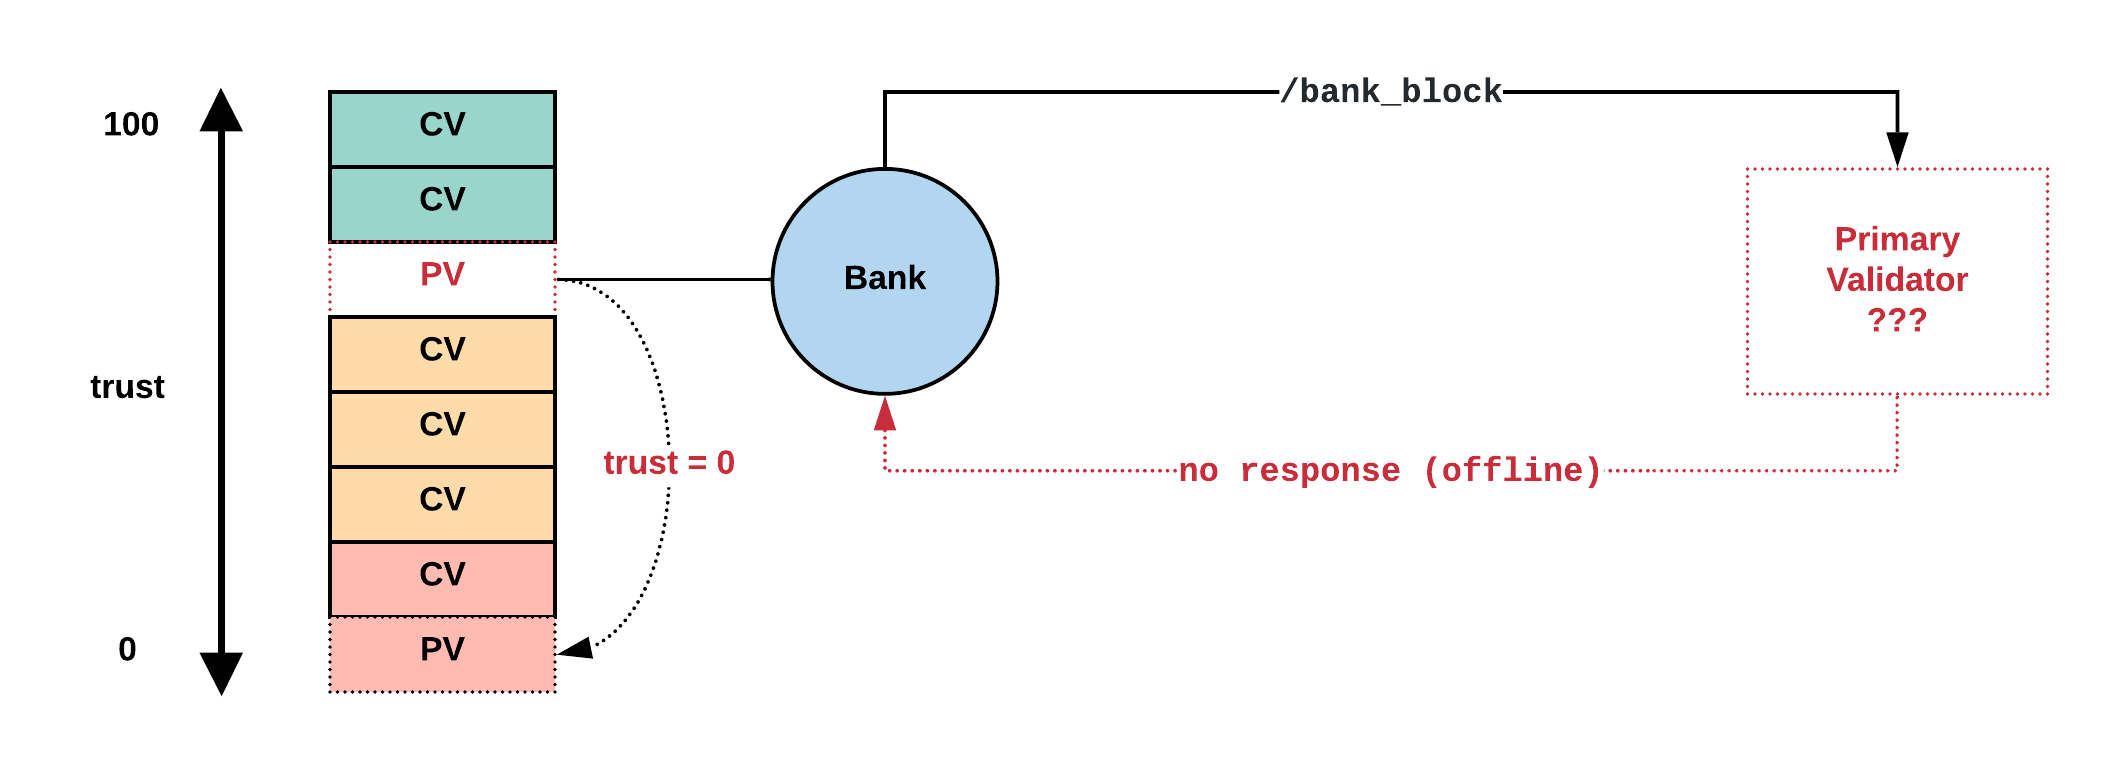 100
trust
0
CV
CV
PV
CV
CV
CV
CV
PV
trust = 0
Bank
/bank_block
Primary
Validator
???
no response (offline)